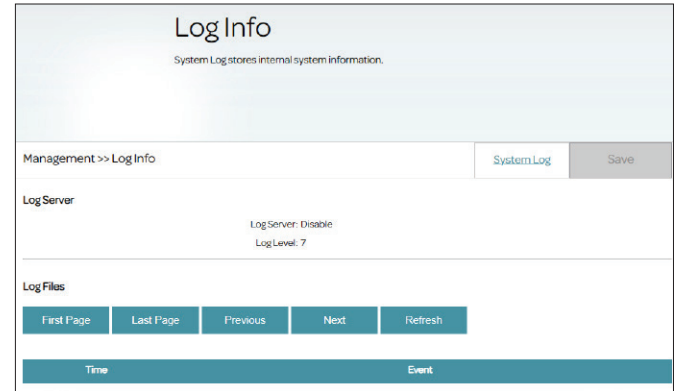 Log Info
System Log stores internal system information.
Management >> Log Info
System Log
Save
Log Server
Log Server: Disable
Log Level: 7
Log Files
First Page
Last Page
Previous
Next
Refresh
Time
Event